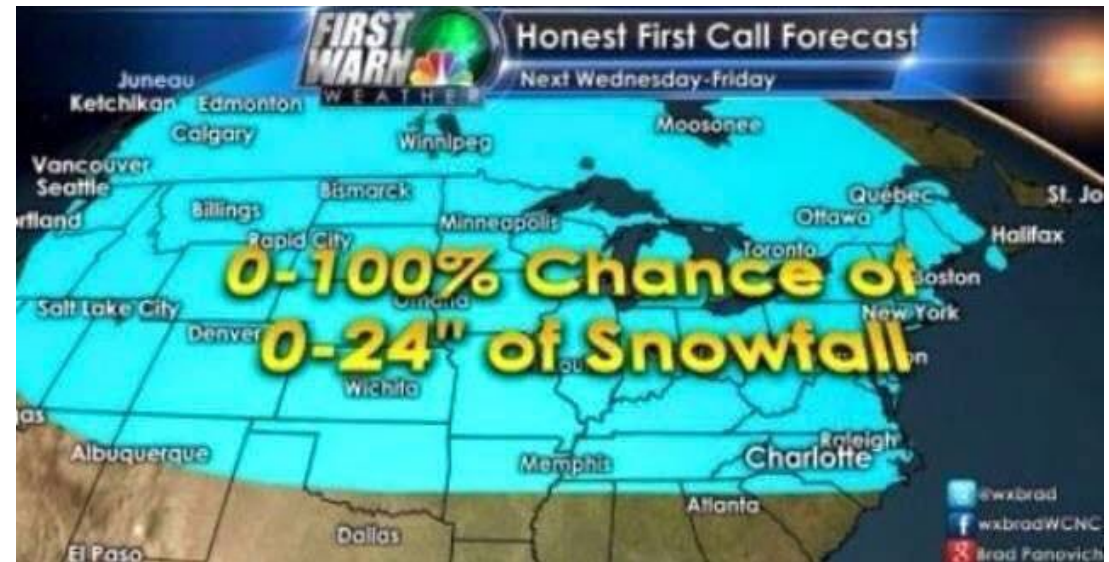 FIRST
WARN
WEATHER
Honest First Call Forecast
Next Wednesday-Friday
Juneau
Ketchikan Edmonton
Calgary
Winnipeg
Moosonee
Vancouver
Seattle
Bismarck
Québec
St. Jo
rtland
Billings
Minneapolis
Ottawa
Halifax
Rapid City
Toronto
0-100% Chance of
Boston
Salt Lake City
New York
Denver
0-24" of Snowfall
on
Wichita
as
Albuquerque
Memphis
Raleigh
Charlotte
Atlanta
Dallas
El Paso
@wxbrad
wxbradWCNC
Brad Panovich